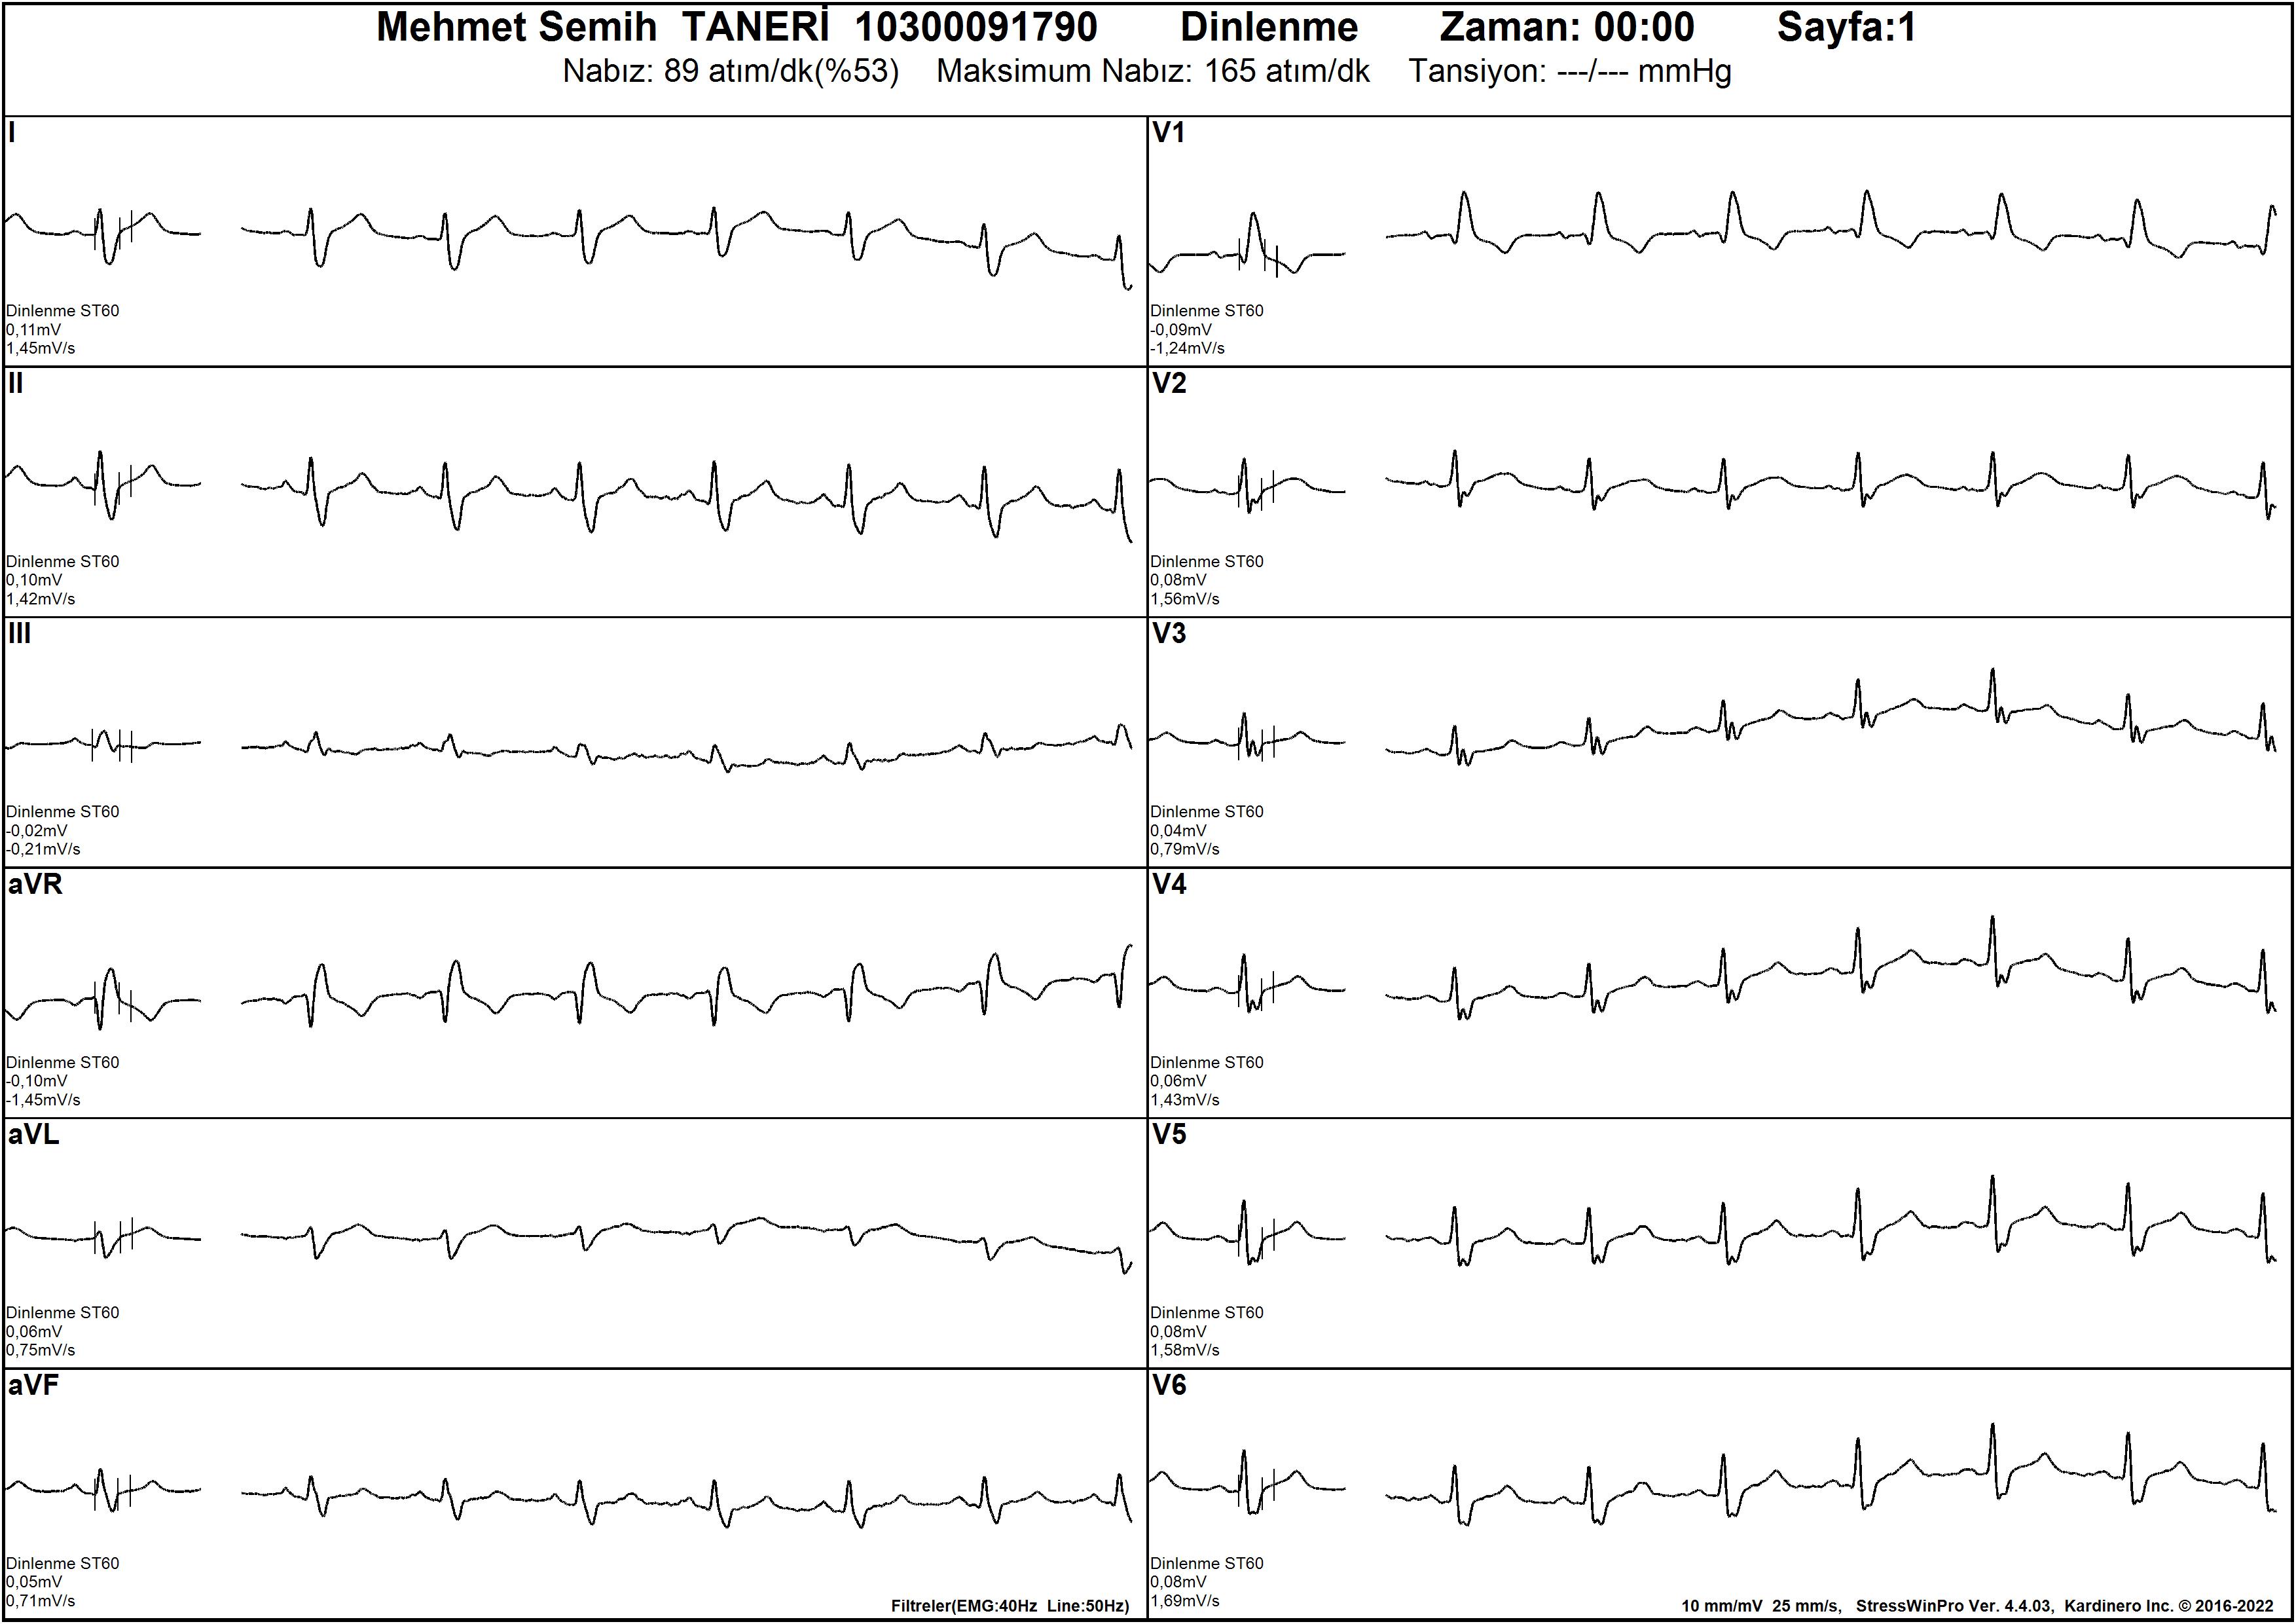 Mehmet Semih TANERİ 10300091790 Dinlenme Zaman: 00:00 Sayfa:1
Nabız: 89 atım/dk(%53) Maksimum Nabız: 165 atım/dk Tansiyon: ---/--- mmHg
I
Dinlenme ST60
0,11mV
1,45mV/s
II
Dinlenme ST60
0,10mV
1,42mV/s
III
Dinlenme ST60
-0,02mV
-0,21mV/s
aVR
Dinlenme ST60
-0,10mV
-1,45mV/s
aVL
Dinlenme ST60
0,06mV
0,75mV/s
aVF
Dinlenme ST60
0,05mV
0,71mV/s
Filtreler(EMG:40Hz Line:50Hz)
V1
Dinlenme ST60
-0,09mV
-1,24mV/s
V2
Dinlenme ST60
0,08mV
1,56mV/s
V3
Dinlenme ST60
0,04mV
0,79mV/s
V4
Dinlenme ST60
0,06mV
1,43mV/s
V5
Dinlenme ST60
0,08mV
1,58mV/s
V6
Dinlenme ST60
0,08mV
1,69mV/s
10 mm/mV 25 mm/s, StressWinPro Ver. 4.4.03, Kardinero Inc. © 2016-2022